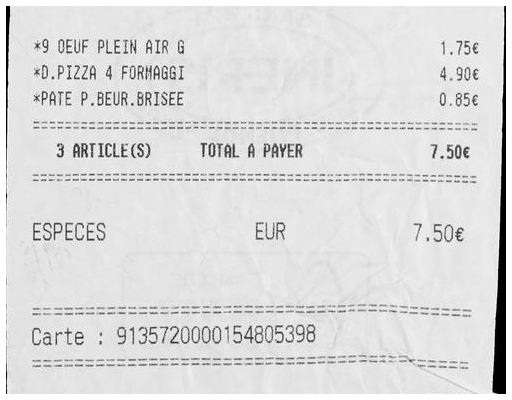 *9 OEUF PLEIN AIR G 1.75€
*D.PIZZA 4 FORMAGGI 4.90€
*PATE P.BEUR.BRISEE 0.85€
3 ARTICLE(S) TOTAL A PAYER 7.50€
ESPECES EUR 7.50€
Carte : 9135720000154805398